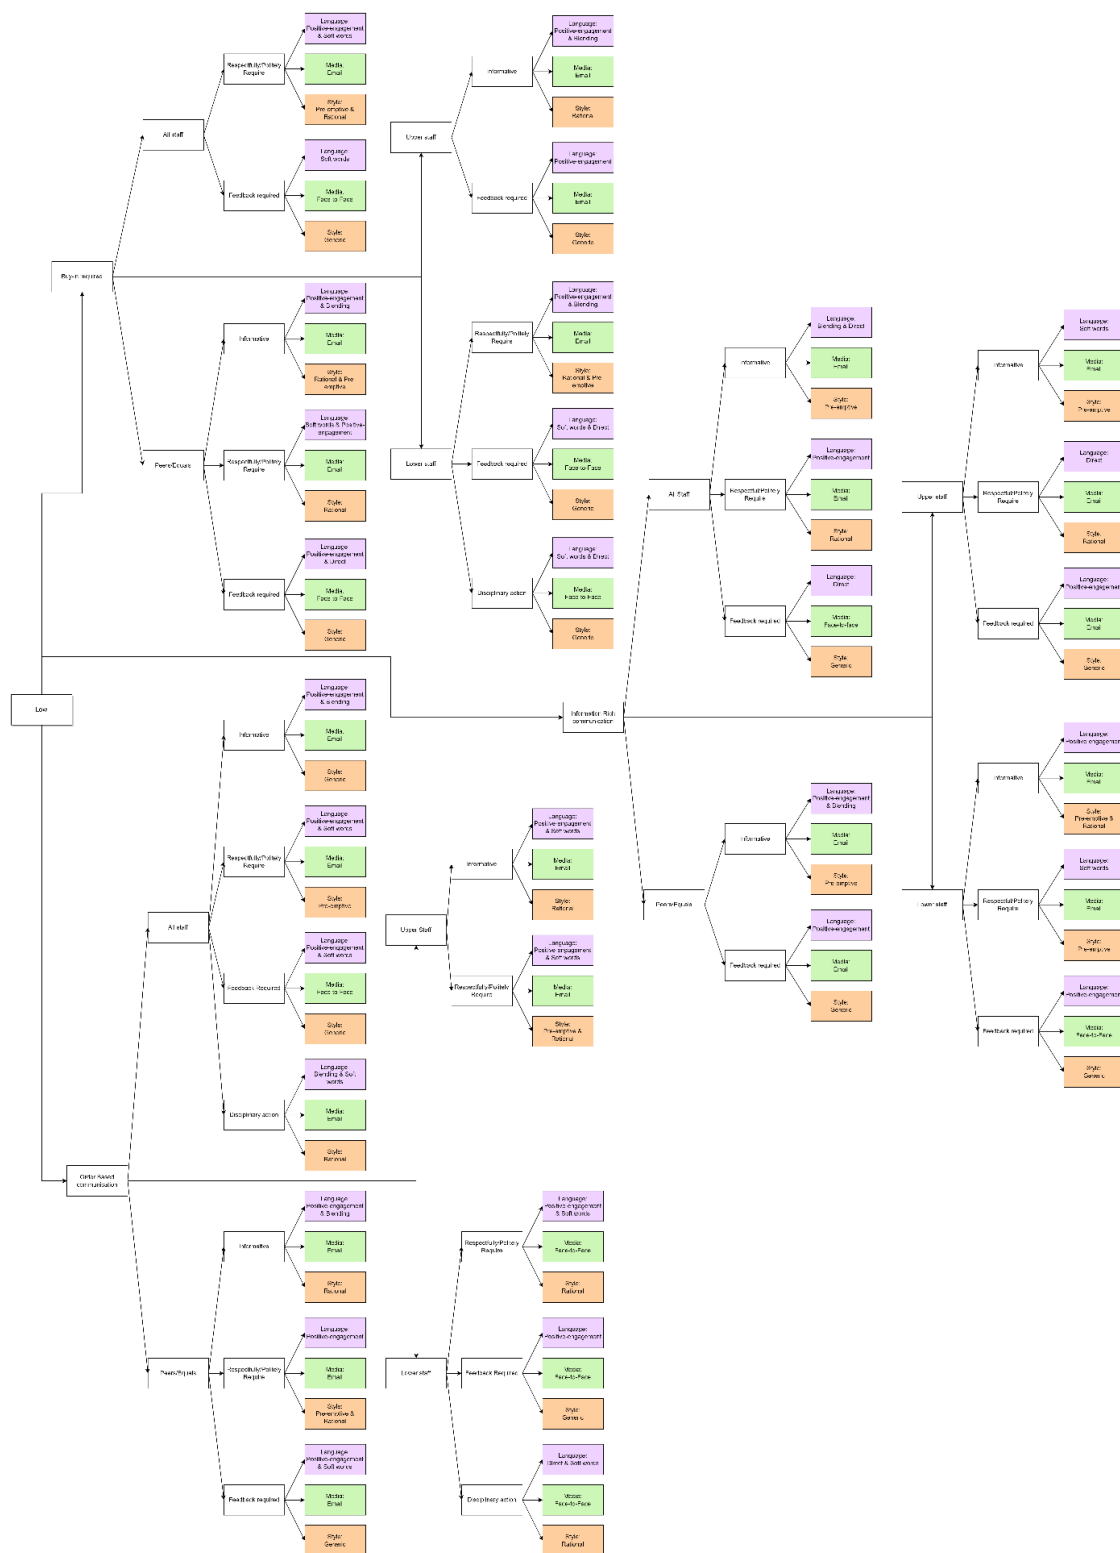 Low
Buy-in required
All staff
Respectfully/Politely
Require
Language:
Positive-engagement
& Soft words
Media:
Email
Style:
Pre-emptive &
Rational
Feedback required
Language:
Soft words
Media:
Face to Face
Style:
Generic
Peers/Equals
Informative
Language:
Positive-engagement
& Blending
Media:
Email
Style:
Rational & Pre-
emptive
Respectfully/Politely
Require
Language:
Soft words & Positive-
engagement
Media:
Email
Style:
Rational
Feedback required
Language:
Positive-engagement
& Direct
Media:
Face to Face
Style:
Generic
Upper staff
Informative
Language:
Positive-engagement
& Blending
Media:
Email
Style:
Rational
Feedback required
Language:
Positive-engagement
Media:
Email
Style:
Generic
Lower staff
Respectfully/Politely
Require
Language:
Positive-engagement
& Blending
Media:
Email
Style:
Rational & Pre-
emptive
Feedback required
Language:
Soft words & Direct
Media:
Face-to-Face
Style:
Generic
Disciplinary action
Language:
Soft words & Direct
Media:
Face-to-Face
Style:
Generic
Information Rich
communication
All Staff
Informative
Language:
Blending & Direct
Media:
Email
Style:
Pre-emptive
Respectful/Politely
Require
Language:
Positive-engagement
Media:
Email
Style:
Rational
Feedback required
Language:
Direct
Media:
Face-to-face
Style:
Generic
Peers/Equals
Informative
Language:
Positive-engagement
& Blending
Media:
Email
Style:
Pre-emptive
Feedback required
Language:
Positive-engagement
Media:
Email
Style:
Generic
Upper staff
Informative
Language:
Soft words
Media:
Email
Style:
Pre-emptive
Respectful/Politely
Require
Language:
Direct
Media:
Email
Style:
Rational
Feedback required
Language:
Positive-engagement
Media:
Email
Style:
Generic
Lower staff
Informative
Language:
Positive engagement
Media:
Email
Style:
Pre-emptive &
Rational
Respectful/Politely
Require
Language:
Soft words
Media:
Email
Style:
Pre-emptive
Feedback required
Language:
Positive-engagement
Media:
Face-to-Face
Style:
Generic
Order Based
communication
All staff
Informative
Language:
Positive-engagement
& Blending
Media:
Email
Style:
Generic
Respectfully/Politely
Require
Language:
Positive-engagement
& Soft words
Media:
Email
Style:
Pre-emptive
Feedback Required
Language:
Positive-engagement
& Soft words
Media:
Face to Face
Style:
Generic
Disciplinary action
Language:
Blending & Soft
words
Media:
Email
Style:
Rational
Peers/Equals
Informative
Language:
Positive-engagement
& Blending
Media:
Email
Style:
Rational
Respectfully/Politely
Require
Language:
Positive-engagement
Media:
Email
Style:
Pre-emptive &
Rational
Feedback required
Language:
Positive-engagement
& Soft words
Media:
Email
Style:
Generic
Upper Staff
Informative
Language:
Positive-engagement
& Soft words
Media:
Email
Style:
Rational
Respectfully/Politely
Require
Language:
Positive-engagement
& Soft words
Media:
Email
Style:
Pre-emptive &
Rational
Lower staff
Respectfully/Politely
Require
Language:
Positive engagement
& Soft words
Media:
Face-to-Face
Style:
Rational
Feedback Required
Language:
Positive-engagement
Media:
Face-to-Face
Style:
Generic
Disciplinary action
Language:
Direct & Soft words
Media:
Face-to-Face
Style:
Rational